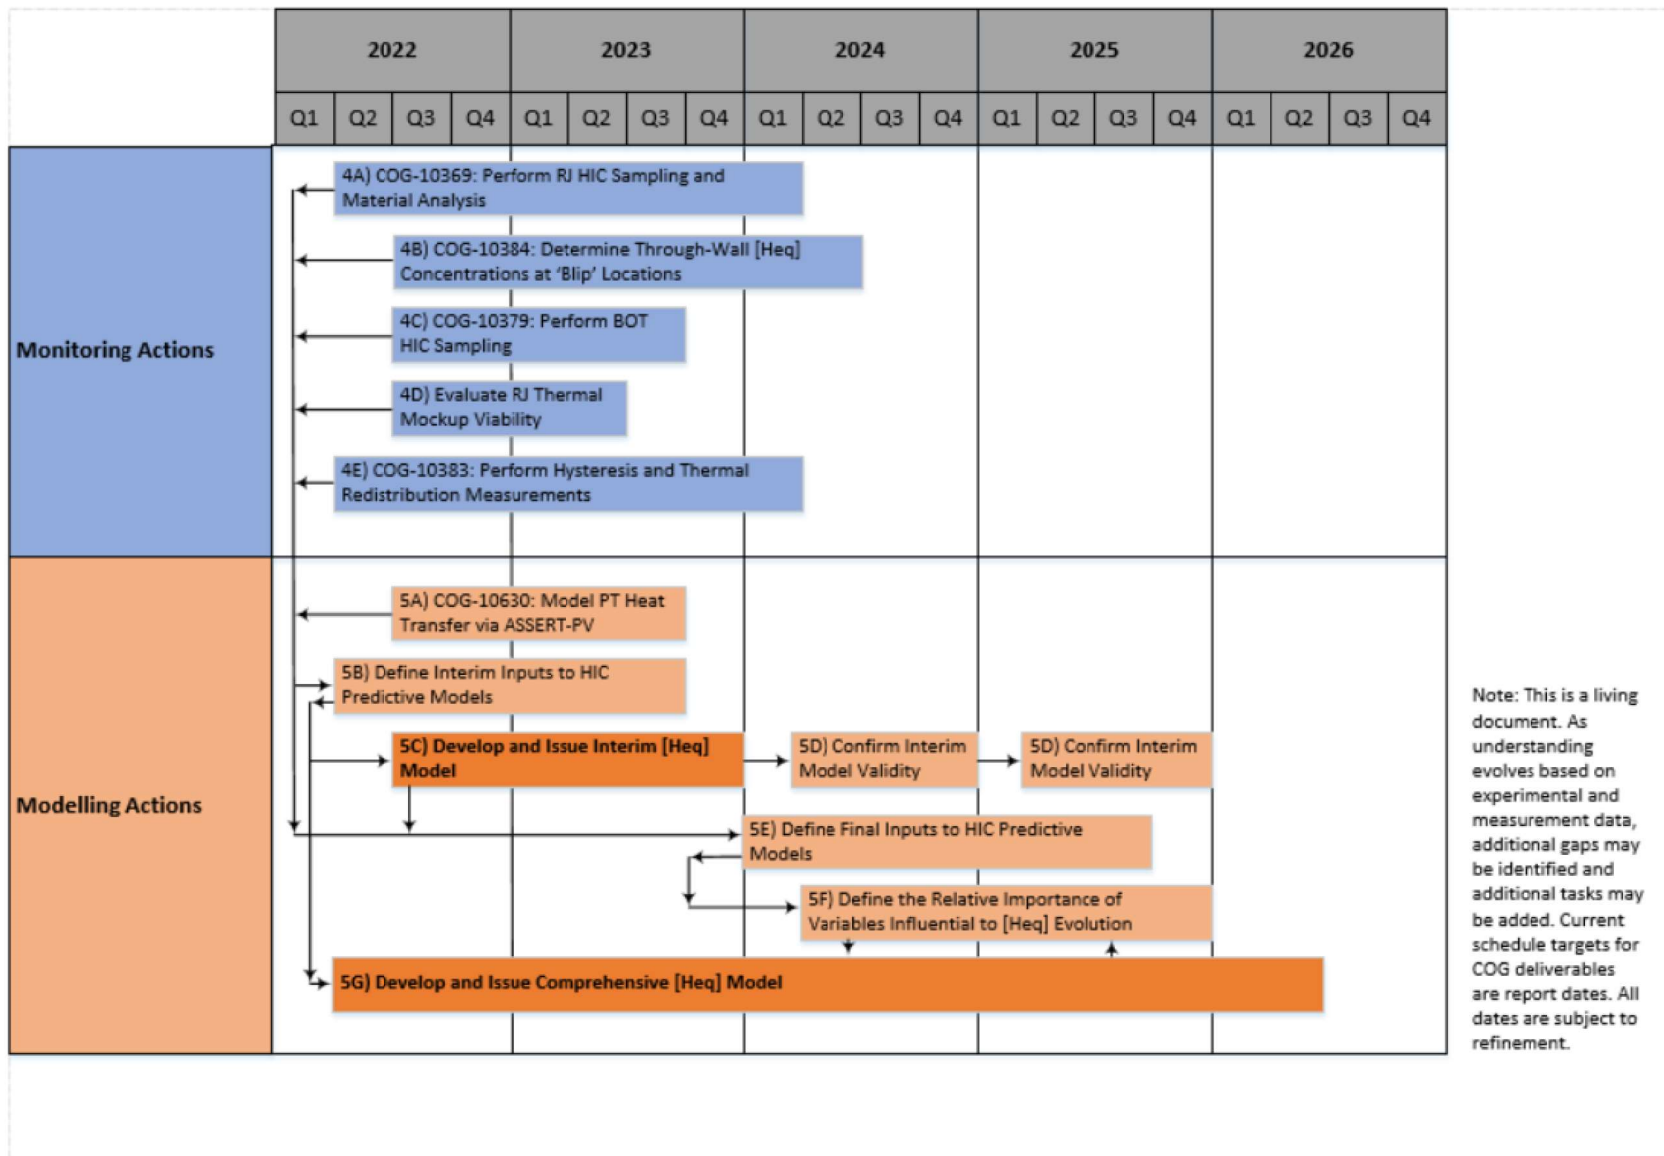 2022 2023 2024 2025 2026
Q1 Q2 Q3 Q4 Q1 Q2 Q3 Q4 Q1 Q2 Q3 Q4 Q1 Q2 Q3 Q4 Q1 Q2 Q3 Q4
Monitoring Actions
4A) COG-10369: Perform RJ HIC Sampling and
Material Analysis
4B) COG-10384: Determine Through-Wall [Heq]
Concentrations at ‘Blip’ Locations
4C) COG-10379: Perform BOT
HIC Sampling
4D) Evaluate RJ Thermal
Mockup Viability
4E) COG-10383: Perform Hysteresis and Thermal
Redistribution Measurements
Modelling Actions
5A) COG-10630: Model PT Heat
Transfer via ASSERT-PV
5B) Define Interim Inputs to HIC
Predictive Models
5C) Develop and Issue Interim [Heq]
Model
5D) Confirm Interim
Model Validity
5D) Confirm Interim
Model Validity
5E) Define Final Inputs to HIC Predictive
Models
5F) Define the Relative Importance of
Variables Influential to [Heq] Evolution
5G) Develop and Issue Comprehensive [Heq] Model
Note: This is a living
document. As
understanding
evolves based on
experimental and
measurement data,
additional gaps may
be identified and
additional tasks may
be added. Current
schedule targets for
COG deliverables
are report dates. All
dates are subject to
refinement.